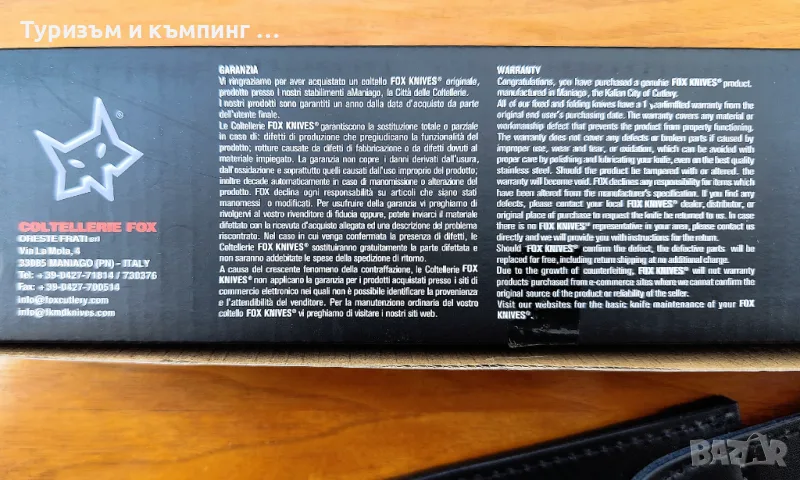 Туризъм и къмпинг ...
®
COLTELLERIE FOX
ORESTE FRATI srl
Via La Mola, 4
33085 MANIAGO (PN) – ITALY
Tel: +39-0427-71814 / 730376
Fax: +39-0427-700514
info@foxcutlery.com
info@fkmdknives.com
GARANZIA
Vi ringraziamo per aver acquistato un coltello FOX KNIVES® originale,
prodotto presso i nostri stabilimenti aManiago, la Città delle Coltellerie.
I nostri prodotti sono garantiti un anno dalla data d'acquisto da parte
dell'utente finale.
Le Coltellerie FOX KNIVES® garantiscono la sostituzione totale o parziale
in caso di: difetti di produzione che pregiudicano la funzionalità del
prodotto; rotture causate da difetti di fabbricazione o da difetti dovuti al
materiale impiegato. La garanzia non copre i danni derivati dall'usura,
dall'ossidazione e soprattutto quelli causati dall'uso improprio del prodotto,
inoltre decade automaticamente in caso di manomissione o alterazione del
prodotto. FOX declina ogni responsabilità su articoli che siano stati
manomessi o modificati. Per usufruire della garanzia vi preghiamo di
rivolgervi al vostro rivenditore di fiducia oppure, potete inviarci il materiale
difettato con la ricevuta d'acquisto allegata ed una descrizione del problema
riscontrato. Nel caso in cui venga confermata la presenza di difetti, le
Coltellerie FOX KNIVES® sostituiranno gratuitamente la parte difettata e
non saranno addebitate le spese della spedizione di ritorno.
A causa del crescente fenomeno della contraffazione, le Coltellerie FOX
KNIVES® non applicano la garanzia per i prodotti acquistati presso i siti di
commercio elettronico nei quali non è possibile identificare la provenienza
e l'attendibilità del venditore. Per la manutenzione ordinaria del vostro
coltello FOX KNIVES® vi preghiamo di visitare i nostri siti web.
WARRANTY
Congratulations, you have purchased a genuine FOX KNIVES® product,
manufactured in Maniago, the Italian City of Cutlery.
All of our fixed and folding knives have a 1 year limited warranty from the
original end user's purchasing date. The warranty covers any material or
workmanship defect that prevents the product from properly functioning.
The warranty does not cover any defects or broken parts if caused by
improper use, wear and tear, or oxidation, which can be avoided with
proper care by polishing and lubricating your knife, even on the best quality
stainless steel. Should the product be tampered with or altered. the
warranty will become void. FOX declines any responsibility for items which
have been altered from the manufacturer's specification. If you find any
defects, please contact your local FOX KNIVES® dealer, distributor, or
original place of purchase to request the knife be returned to us. In case
there is no FOX KNIVES® representative in your area, please contact us
directly and we will provide you with instructions for the return.
Should FOX KNIVES® confirm the defect, the defective parts will be
replaced for free, including return shipping at no additional charge.
Due to the growth of counterfeiting, FOX KNIVES® will not warranty
products purchased from e-commerce sites where we cannot confirm the
original source of the product or reliability of the seller.
Visit our websites for the basic knife maintenance of your FOX
KNIVES®.
BAZAR